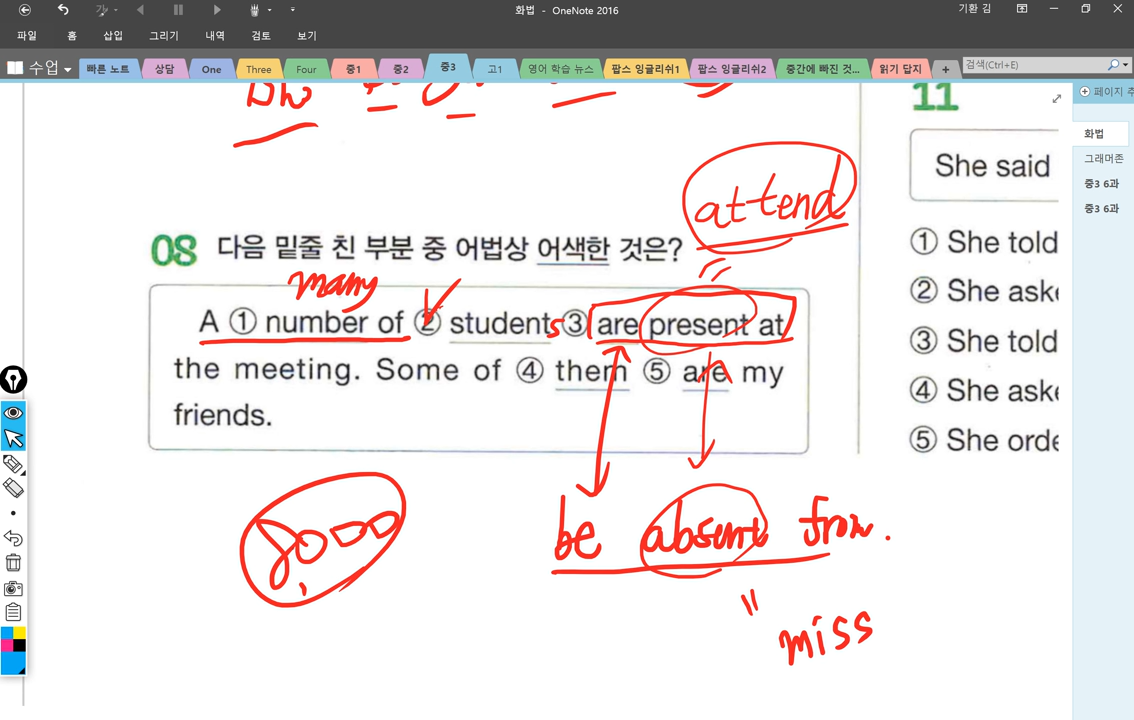 화법 - OneNote 2016
기환 김
파일 홈 삽입 그리기 내역 검토 보기
수업 빠른 노트 상담 One Three Four 중1 중2 중3 고1 영어 학습 뉴스 팝스 잉글리쉬1 팝스 잉글리쉬2 중간에 빠진 것... 읽기 답지 + 검색(Ctrl+E)
페이지 추
화법
그래머존
중3 6과
중3 6과
attend
08 다음 밑줄 친 부분 중 어법상 어색한 것은?
many
A ① number of ② students ③ are present at
the meeting. Some of ④ them ⑤ are my
friends.
be absent from.
" miss
11
She said
① She told
② She aske
③ She told
④ She aske
⑤ She orde